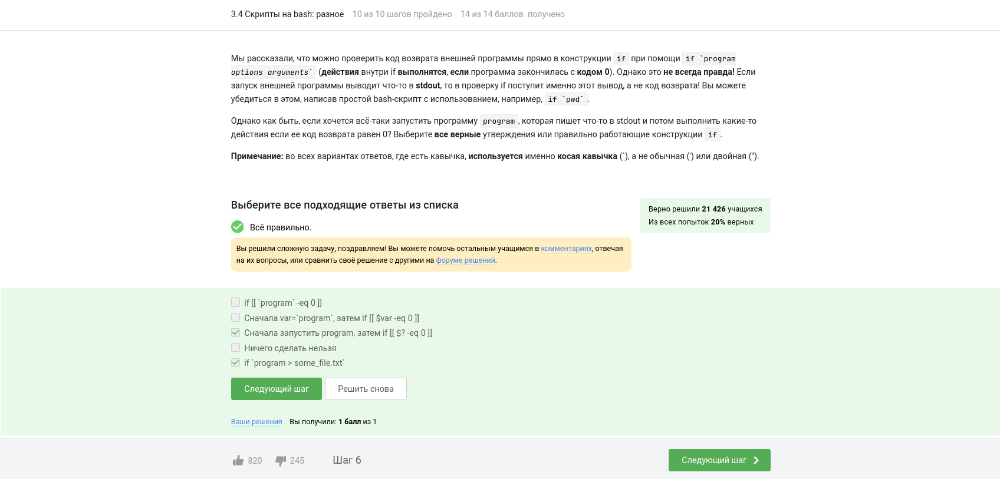 3.4 Скрипты на bash: разное 10 из 10 шагов пройдено 14 из 14 баллов получено
Мы рассказали, что можно проверить код возврата внешней программы прямо в конструкции if при помощи if `program
options arguments` (действия внутри if выполнятся, если программа закончилась с кодом 0). Однако это не всегда правда! Если
запуск внешней программы выводит что-то в stdout, то в проверку if поступит именно этот вывод, а не код возврата! Вы можете
убедиться в этом, написав простой bash-скрипт с использованием, например, if `pwd`.
Однако как быть, если хочется всё-таки запустить программу program, которая пишет что-то в stdout и потом выполнить какие-то
действия если ее код возврата равен 0? Выберите все верные утверждения или правильно работающие конструкции if.
Примечание: во всех вариантах ответов, где есть кавычка, используется именно косая кавычка (`), а не обычная (') или двойная (").
Выберите все подходящие ответы из списка
Верно решили 21 426 учащихся
Из всех попыток 20% верных
Всё правильно.
Вы решили сложную задачу, поздравляем! Вы можете помочь остальным учащимся в комментариях, отвечая
на их вопросы, или сравнить своё решение с другими на форуме решений.
if [[ `program` -eq 0 ]]
Сначала var=`program`, затем if [[ $var -eq 0 ]]
Сначала запустить program, затем if [[ $? -eq 0 ]]
Ничего сделать нельзя
if `program > some_file.txt`
Следующий шаг Решить снова
Ваши решения Вы получили: 1 балл из 1
820 245 Шаг 6 Следующий шаг